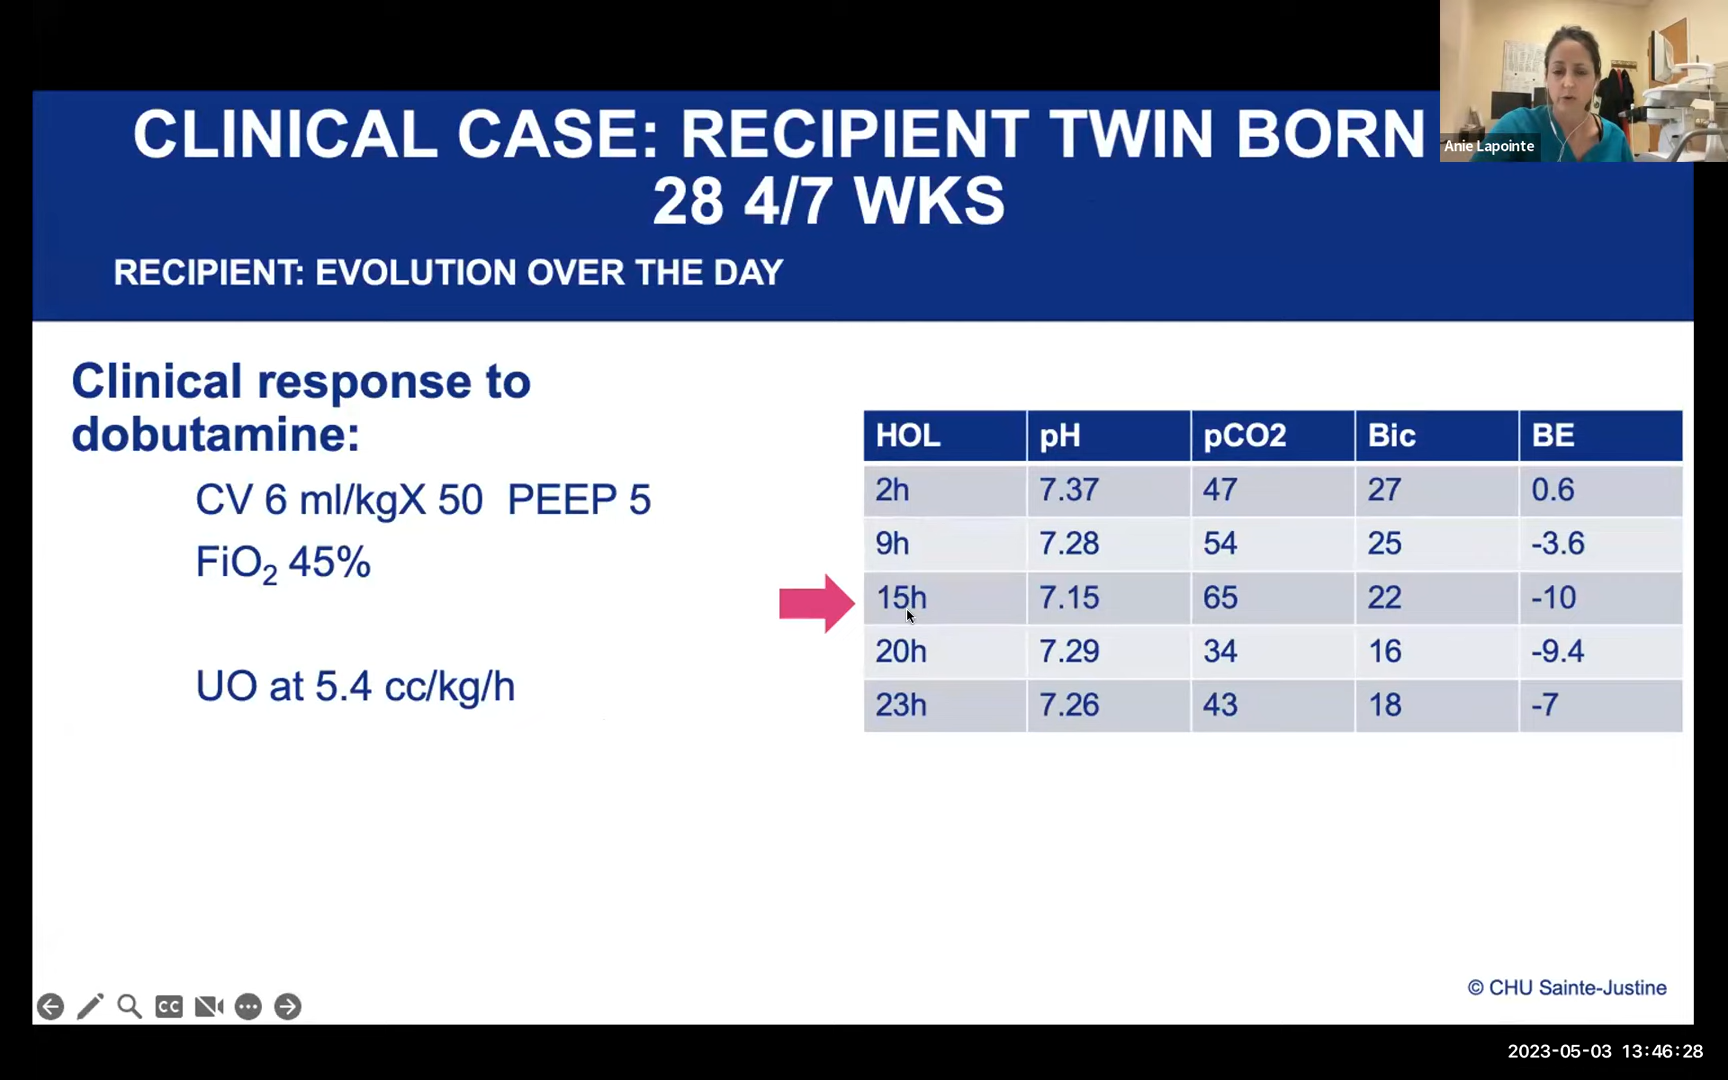 Anie Lapointe
CLINICAL CASE: RECIPIENT TWIN BORN
28 4/7 WKS
RECIPIENT: EVOLUTION OVER THE DAY
Clinical response to
dobutamine:
CV 6 ml/kgX 50 PEEP 5
FiO2 45%
UO at 5.4 cc/kg/h
HOL pH pCO2 Bic BE
2h 7.37 47 27 0.6
9h 7.28 54 25 -3.6
15h 7.15 65 22 -10
20h 7.29 34 16 -9.4
23h 7.26 43 18 -7
© CHU Sainte-Justine
CC
2023-05-03 13:46:28